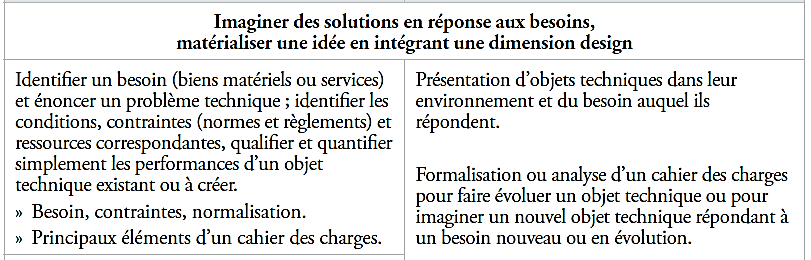 Imaginer des solutions en réponse aux besoins,
matérialiser une idée en intégrant une dimension design
Identifier un besoin (biens matériels ou services)
et énoncer un problème technique ; identifier les
conditions, contraintes (normes et règlements) et
ressources correspondantes, qualifier et quantifier
simplement les performances d’un objet
technique existant ou à créer.
» Besoin, contraintes, normalisation.
» Principaux éléments d’un cahier des charges.
Présentation d’objets techniques dans leur
environnement et du besoin auquel ils
répondent.
Formalisation ou analyse d’un cahier des charges
pour faire évoluer un objet technique ou pour
imaginer un nouvel objet technique répondant à
un besoin nouveau ou en évolution.